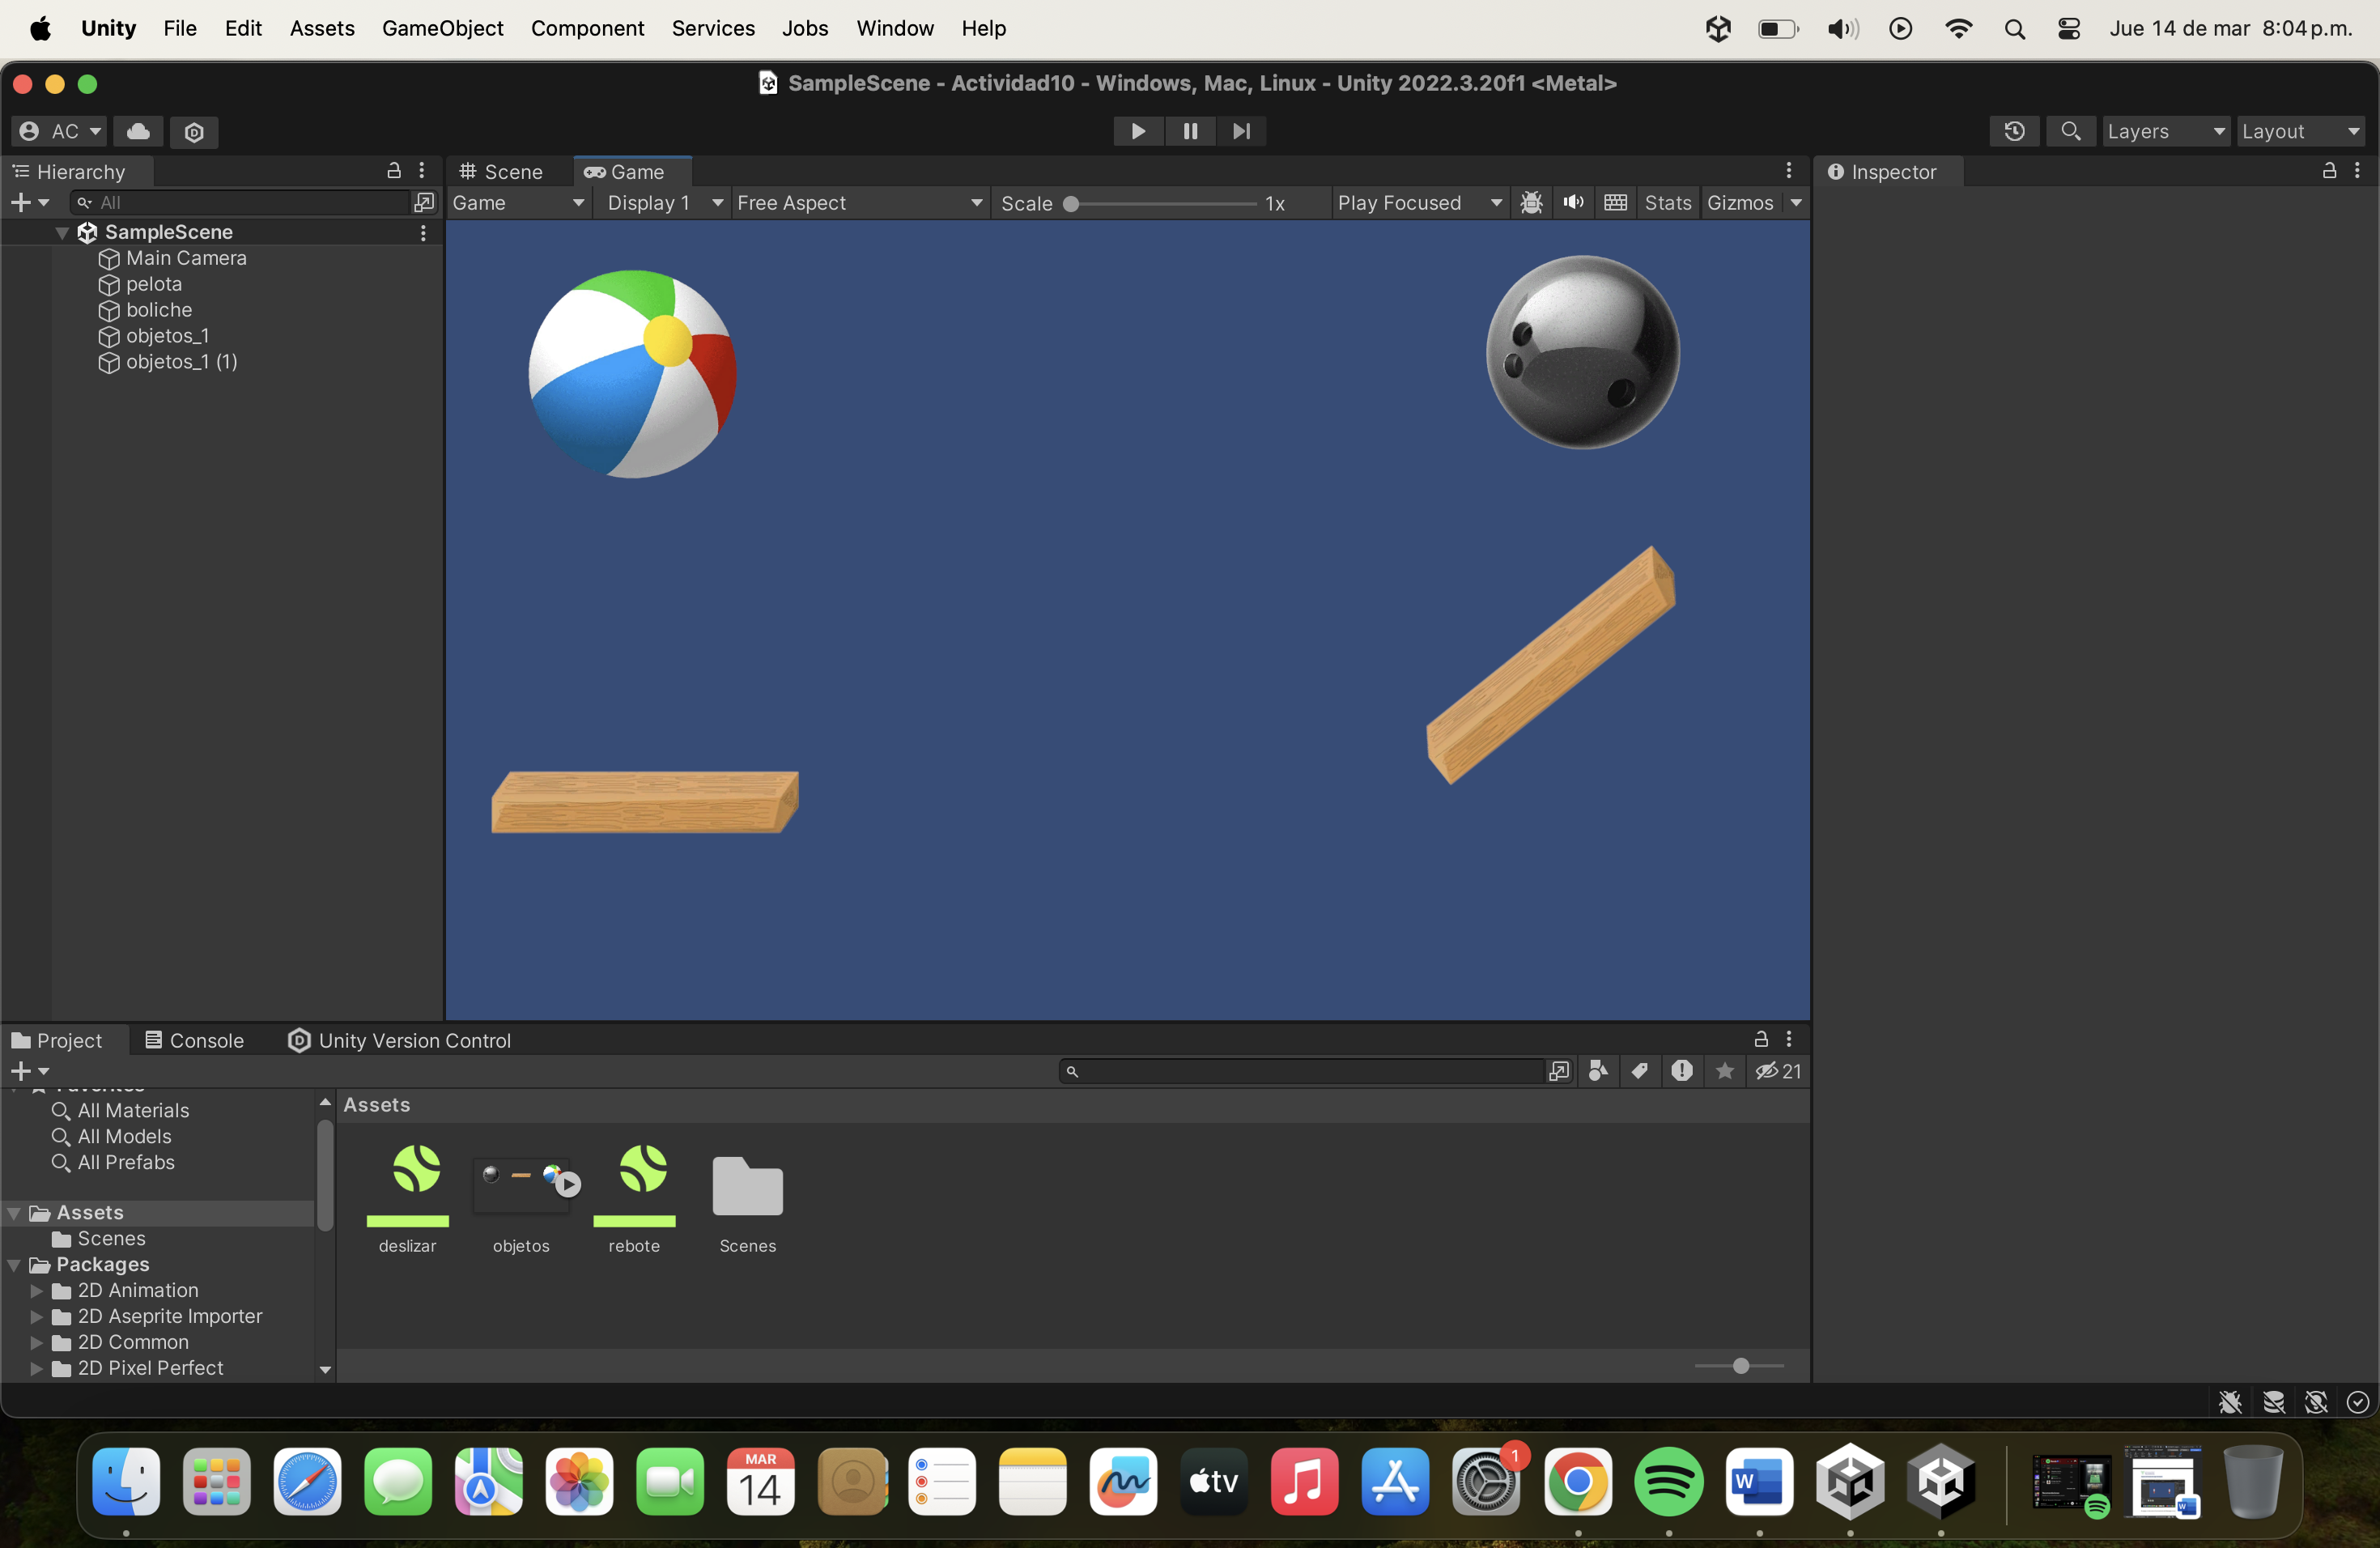 Unity File Edit Assets GameObject Component Services Jobs Window Help Jue 14 de mar 8:04 p.m.
SampleScene - Actividad10 - Windows, Mac, Linux - Unity 2022.3.20f1 <Metal>
AC Layers Layout
Hierarchy Scene Game Inspector
All Game Display 1 Free Aspect Scale 1x Play Focused Stats Gizmos
SampleScene
Main Camera
pelota
boliche
objetos_1
objetos_1 (1)
Project Console Unity Version Control
21
Favorites
All Materials
All Models
All Prefabs
Assets
Scenes
Packages
2D Animation
2D Aseprite Importer
2D Common
2D Pixel Perfect
Assets
deslizar objetos rebote Scenes
MAR
14
tv
1
W
W